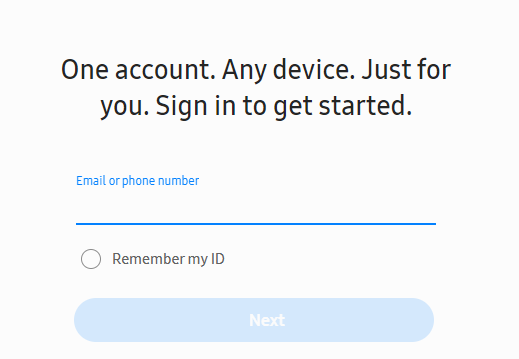 One account. Any device. Just for
you. Sign in to get started.
Email or phone number
Remember my ID
Next